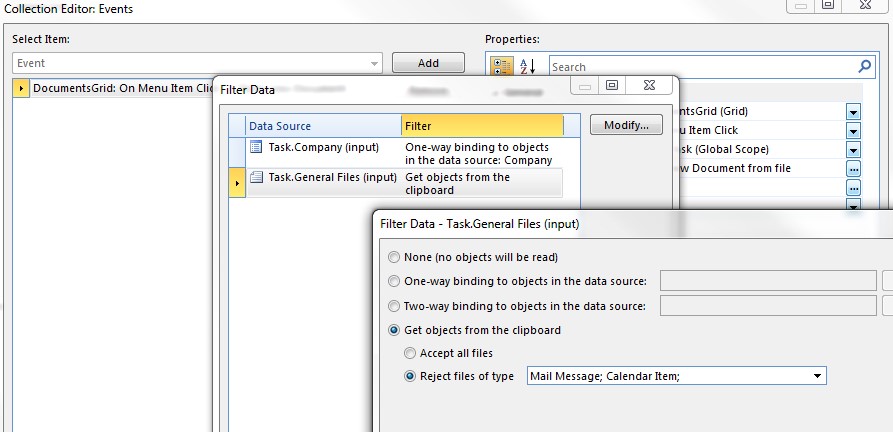 Collection Editor: Events
Select Item:
Properties:
Event
Add
Search
DocumentsGrid: On Menu Item Clic
Filter Data
ntsGrid (Grid)
Data Source
Filter
Modify...
u Item Click
Task.Company (input)
One-way binding to objects
in the data source: Company
sk (Global Scope)
w Document from file
Task.General Files (input)
Get objects from the
clipboard
Filter Data - Task.General Files (input)
None (no objects will be read)
One-way binding to objects in the data source:
Two-way binding to objects in the data source:
Get objects from the clipboard
Accept all files
Reject files of type
Mail Message; Calendar Item;